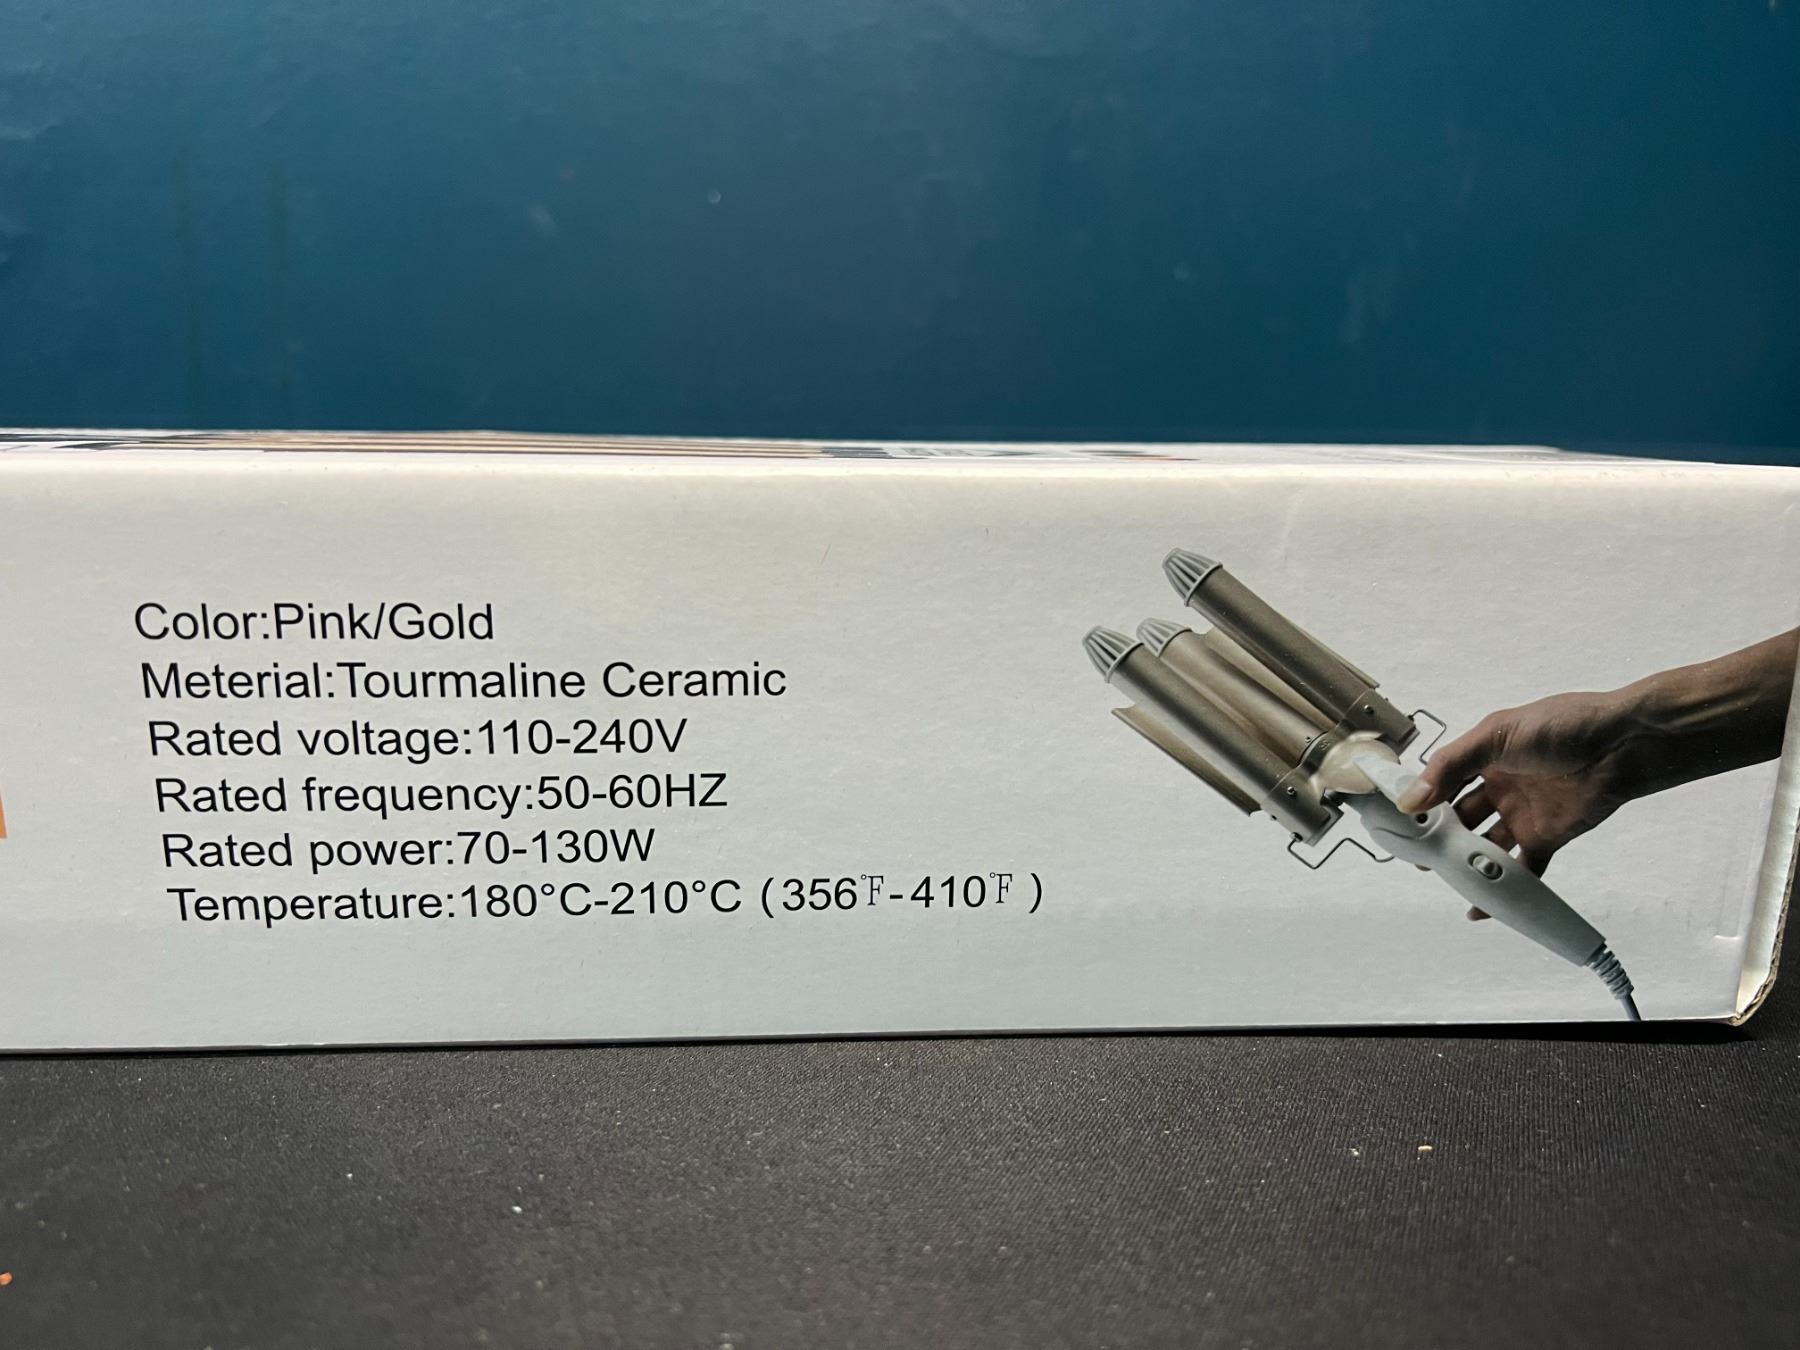 Color:Pink/Gold
Meterial:Tourmaline Ceramic
Rated voltage:110-240V
Rated frequency:50-60HZ
Rated power:70-130W
Temperature:180°C-210°C (356℉-410℉ )